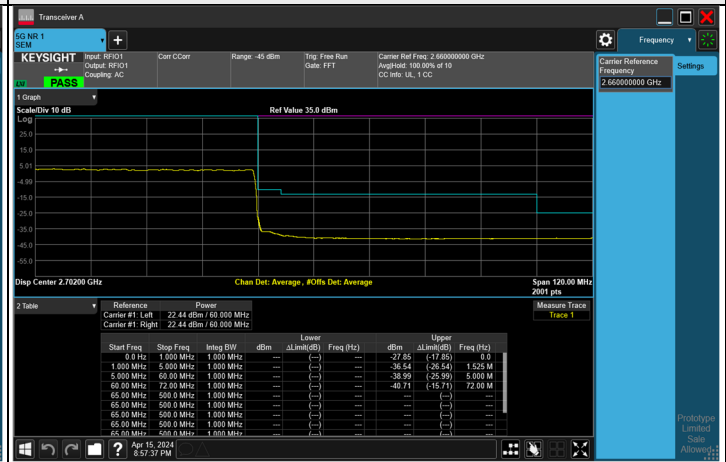 Transceiver A
5G NR 1
SEM
Frequency
KEYSIGHT
Input: RFIO1
Output: RFIO1
Coupling: AC
Corr CCorr
Range: -45 dBm
Trig: Free Run
Gate: FFT
Carrier Ref Freq: 2.660000000 GHz
Avg|Hold: 100.00% of 10
CC Info: UL, 1 CC
LXI
PASS
Carrier Reference
Frequency
2.660000000 GHz
Settings
1 Graph
Scale/Div 10 dB
Ref Value 35.0 dBm
Log
25.0
15.0
5.01
-4.99
-15.0
-25.0
-35.0
-45.0
-55.0
Disp Center 2.70200 GHz
Chan Det: Average , #Offs Det: Average
Span 120.00 MHz
2001 pts
2 Table
Reference Power
Carrier #1: Left 22.44 dBm / 60.000 MHz
Carrier #1: Right 22.44 dBm / 60.000 MHz
Measure Trace
Trace 1
Lower Upper
Start Freq Stop Freq Integ BW dBm ΔLimit(dB) Freq (Hz) dBm ΔLimit(dB) Freq (Hz)
0.0 Hz 1.000 MHz 1.000 MHz --- (---) --- -27.85 (-17.85) 0.0
1.000 MHz 5.000 MHz 1.000 MHz --- (---) --- -36.54 (-26.54) 1.525 M
5.000 MHz 60.00 MHz 1.000 MHz --- (---) --- -38.99 (-25.99) 5.000 M
60.00 MHz 72.00 MHz 1.000 MHz --- (---) --- -40.71 (-15.71) 72.00 M
65.00 MHz 500.0 MHz 1.000 MHz --- (---) --- --- (---) ---
65.00 MHz 500.0 MHz 1.000 MHz --- (---) --- --- (---) ---
65.00 MHz 500.0 MHz 1.000 MHz --- (---) --- --- (---) ---
65.00 MHz 500.0 MHz 1.000 MHz --- (---) --- --- (---) ---
65.00 MHz 500.0 MHz 1.000 MHz --- (---) --- --- (---) ---
Apr 15, 2024
8:57:37 PM
Prototype
Limited
Sale
Allowed